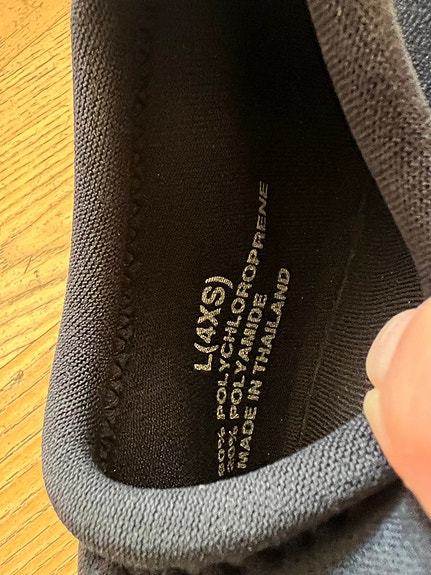 L(4XS)
80% POLYCHLOROPRENE
20% POLYAMIDE
MADE IN THAILAND